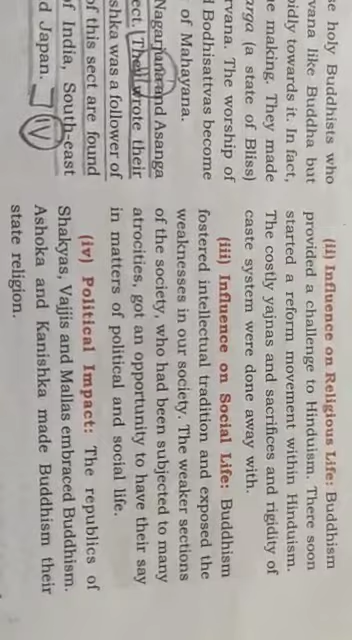 e holy Buddhists who
vana like Buddha but
pidly towards it. In fact,
e making. They made
arga (a state of Bliss)
rvana. The worship of
d Bodhisattvas become
of Mahayana.
Nagarjana and Asanga
ect. They wrote their
shka was a follower of
of this sect are found
of India, South-east
d Japan.
IV
(ii) Influence on Religious Life: Buddhism
provided a challenge to Hinduism. There soon
started a reform movement within Hinduism.
The costly yajnas and sacrifices and rigidity of
caste system were done away with.
(iii) Influence on Social Life: Buddhism
fostered intellectual tradition and exposed the
weaknesses in our society. The weaker sections
of the society, who had been subjected to many
atrocities, got an opportunity to have their say
in matters of political and social life.
(iv) Political Impact: The republics of
Shakyas, Vajjis and Mallas embraced Buddhism.
Ashoka and Kanishka made Buddhism their
state religion.